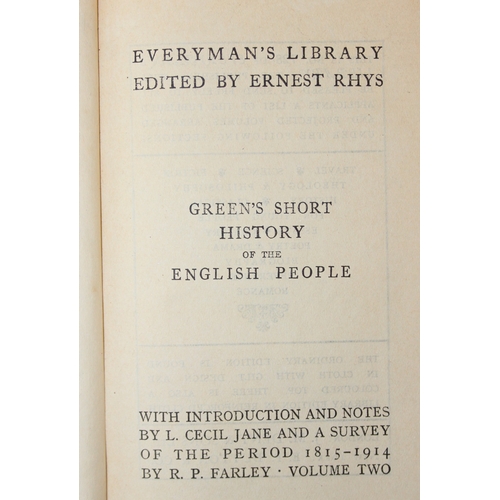 EVERYMAN'S LIBRARY
EDITED BY ERNEST RHYS
GREEN'S SHORT
HISTORY
OF THE
ENGLISH PEOPLE
WITH INTRODUCTION AND NOTES
BY L. CECIL JANE AND A SURVEY
OF THE PERIOD 1815-1914
BY R. P. FARLEY · VOLUME TWO